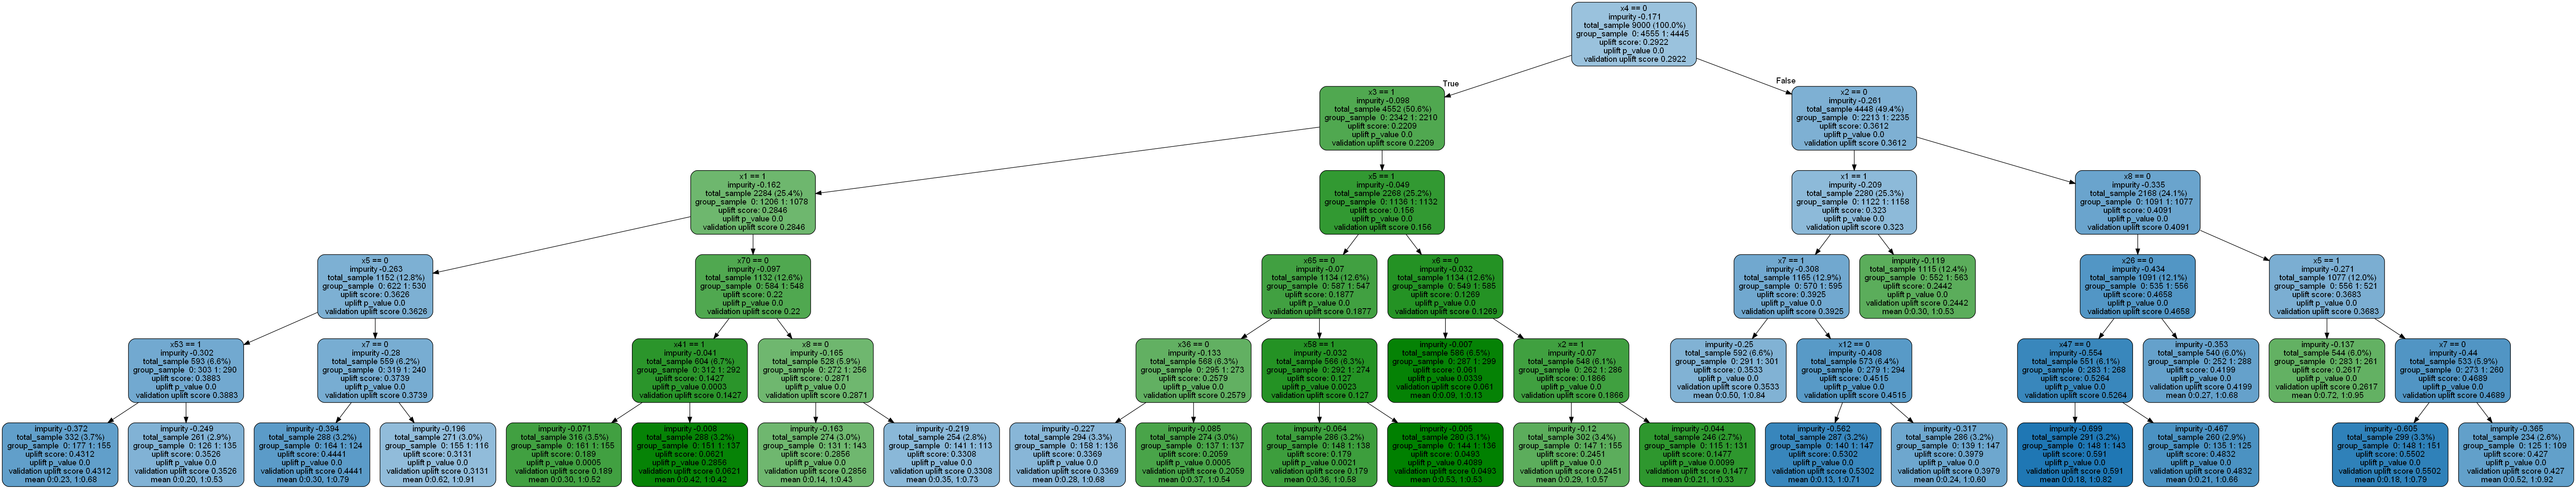 x4 == 0
impurity -0.171
total_sample 9000 (100.0%)
group_sample 0: 4555 1: 4445
uplift score: 0.2922
uplift p_value 0.0
validation uplift score 0.2922
True
False
x3 == 1
impurity -0.098
total_sample 4552 (50.6%)
group_sample 0: 2342 1: 2210
uplift score: 0.2209
uplift p_value 0.0
validation uplift score 0.2209
x2 == 0
impurity -0.261
total_sample 4448 (49.4%)
group_sample 0: 2213 1: 2235
uplift score: 0.3612
uplift p_value 0.0
validation uplift score 0.3612
x1 == 1
impurity -0.162
total_sample 2284 (25.4%)
group_sample 0: 1206 1: 1078
uplift score: 0.2846
uplift p_value 0.0
validation uplift score 0.2846
x5 == 1
impurity -0.049
total_sample 2268 (25.2%)
group_sample 0: 1136 1: 1132
uplift score: 0.156
uplift p_value 0.0
validation uplift score 0.156
x1 == 1
impurity -0.209
total_sample 2280 (25.3%)
group_sample 0: 1122 1: 1158
uplift score: 0.323
uplift p_value 0.0
validation uplift score 0.323
x8 == 0
impurity -0.335
total_sample 2168 (24.1%)
group_sample 0: 1091 1: 1077
uplift score: 0.4091
uplift p_value 0.0
validation uplift score 0.4091
x5 == 0
impurity -0.263
total_sample 1152 (12.8%)
group_sample 0: 622 1: 530
uplift score: 0.3626
uplift p_value 0.0
validation uplift score 0.3626
x70 == 0
impurity -0.097
total_sample 1132 (12.6%)
group_sample 0: 584 1: 548
uplift score: 0.22
uplift p_value 0.0
validation uplift score 0.22
x65 == 0
impurity -0.07
total_sample 1134 (12.6%)
group_sample 0: 587 1: 547
uplift score: 0.1877
uplift p_value 0.0
validation uplift score 0.1877
x6 == 0
impurity -0.032
total_sample 1134 (12.6%)
group_sample 0: 549 1: 585
uplift score: 0.1269
uplift p_value 0.0
validation uplift score 0.1269
x7 == 1
impurity -0.308
total_sample 1165 (12.9%)
group_sample 0: 570 1: 595
uplift score: 0.3925
uplift p_value 0.0
validation uplift score 0.3925
impurity -0.119
total_sample 1115 (12.4%)
group_sample 0: 552 1: 563
uplift score: 0.2442
uplift p_value 0.0
validation uplift score 0.2442
mean 0:0.30, 1:0.53
x26 == 0
impurity -0.434
total_sample 1091 (12.1%)
group_sample 0: 535 1: 556
uplift score: 0.4658
uplift p_value 0.0
validation uplift score 0.4658
x5 == 1
impurity -0.271
total_sample 1077 (12.0%)
group_sample 0: 556 1: 521
uplift score: 0.3683
uplift p_value 0.0
validation uplift score 0.3683
x53 == 1
impurity -0.302
total_sample 593 (6.6%)
group_sample 0: 303 1: 290
uplift score: 0.3883
uplift p_value 0.0
validation uplift score 0.3883
x7 == 0
impurity -0.28
total_sample 559 (6.2%)
group_sample 0: 319 1: 240
uplift score: 0.3739
uplift p_value 0.0
validation uplift score 0.3739
x41 == 1
impurity -0.041
total_sample 604 (6.7%)
group_sample 0: 312 1: 292
uplift score: 0.1427
uplift p_value 0.0003
validation uplift score 0.1427
x8 == 0
impurity -0.165
total_sample 528 (5.9%)
group_sample 0: 272 1: 256
uplift score: 0.2871
uplift p_value 0.0
validation uplift score 0.2871
x36 == 0
impurity -0.133
total_sample 568 (6.3%)
group_sample 0: 295 1: 273
uplift score: 0.2579
uplift p_value 0.0
validation uplift score 0.2579
x58 == 1
impurity -0.032
total_sample 566 (6.3%)
group_sample 0: 292 1: 274
uplift score: 0.127
uplift p_value 0.0023
validation uplift score 0.127
impurity -0.007
total_sample 586 (6.5%)
group_sample 0: 287 1: 299
uplift score: 0.061
uplift p_value 0.0339
validation uplift score 0.061
mean 0:0.09, 1:0.13
x2 == 1
impurity -0.07
total_sample 548 (6.1%)
group_sample 0: 262 1: 286
uplift score: 0.1866
uplift p_value 0.0
validation uplift score 0.1866
impurity -0.25
total_sample 592 (6.6%)
group_sample 0: 291 1: 301
uplift score: 0.3533
uplift p_value 0.0
validation uplift score 0.3533
mean 0:0.50, 1:0.84
x12 == 0
impurity -0.408
total_sample 573 (6.4%)
group_sample 0: 279 1: 294
uplift score: 0.4515
uplift p_value 0.0
validation uplift score 0.4515
x47 == 0
impurity -0.554
total_sample 551 (6.1%)
group_sample 0: 283 1: 268
uplift score: 0.5264
uplift p_value 0.0
validation uplift score 0.5264
impurity -0.353
total_sample 540 (6.0%)
group_sample 0: 252 1: 288
uplift score: 0.4199
uplift p_value 0.0
validation uplift score 0.4199
mean 0:0.27, 1:0.68
impurity -0.137
total_sample 544 (6.0%)
group_sample 0: 283 1: 261
uplift score: 0.2617
uplift p_value 0.0
validation uplift score 0.2617
mean 0:0.72, 1:0.95
x7 == 0
impurity -0.44
total_sample 533 (5.9%)
group_sample 0: 273 1: 260
uplift score: 0.4689
uplift p_value 0.0
validation uplift score 0.4689
impurity -0.372
total_sample 332 (3.7%)
group_sample 0: 177 1: 155
uplift score: 0.4312
uplift p_value 0.0
validation uplift score 0.4312
mean 0:0.23, 1:0.68
impurity -0.249
total_sample 261 (2.9%)
group_sample 0: 126 1: 135
uplift score: 0.3526
uplift p_value 0.0
validation uplift score 0.3526
mean 0:0.20, 1:0.53
impurity -0.394
total_sample 288 (3.2%)
group_sample 0: 164 1: 124
uplift score: 0.4441
uplift p_value 0.0
validation uplift score 0.4441
mean 0:0.30, 1:0.79
impurity -0.196
total_sample 271 (3.0%)
group_sample 0: 155 1: 116
uplift score: 0.3131
uplift p_value 0.0
validation uplift score 0.3131
mean 0:0.62, 1:0.91
impurity -0.071
total_sample 316 (3.5%)
group_sample 0: 161 1: 155
uplift score: 0.189
uplift p_value 0.0005
validation uplift score 0.189
mean 0:0.30, 1:0.52
impurity -0.008
total_sample 288 (3.2%)
group_sample 0: 151 1: 137
uplift score: 0.0621
uplift p_value 0.2856
validation uplift score 0.0621
mean 0:0.42, 1:0.42
impurity -0.163
total_sample 274 (3.0%)
group_sample 0: 131 1: 143
uplift score: 0.2856
uplift p_value 0.0
validation uplift score 0.2856
mean 0:0.14, 1:0.43
impurity -0.219
total_sample 254 (2.8%)
group_sample 0: 141 1: 113
uplift score: 0.3308
uplift p_value 0.0
validation uplift score 0.3308
mean 0:0.35, 1:0.73
impurity -0.227
total_sample 294 (3.3%)
group_sample 0: 158 1: 136
uplift score: 0.3369
uplift p_value 0.0
validation uplift score 0.3369
mean 0:0.28, 1:0.68
impurity -0.085
total_sample 274 (3.0%)
group_sample 0: 137 1: 137
uplift score: 0.2059
uplift p_value 0.0005
validation uplift score 0.2059
mean 0:0.37, 1:0.54
impurity -0.064
total_sample 286 (3.2%)
group_sample 0: 148 1: 138
uplift score: 0.179
uplift p_value 0.0021
validation uplift score 0.179
mean 0:0.36, 1:0.58
impurity -0.005
total_sample 280 (3.1%)
group_sample 0: 144 1: 136
uplift score: 0.0493
uplift p_value 0.4089
validation uplift score 0.0493
mean 0:0.53, 1:0.53
impurity -0.12
total_sample 302 (3.4%)
group_sample 0: 147 1: 155
uplift score: 0.2451
uplift p_value 0.0
validation uplift score 0.2451
mean 0:0.29, 1:0.57
impurity -0.044
total_sample 246 (2.7%)
group_sample 0: 115 1: 131
uplift score: 0.1477
uplift p_value 0.0099
validation uplift score 0.1477
mean 0:0.21, 1:0.33
impurity -0.562
total_sample 287 (3.2%)
group_sample 0: 140 1: 147
uplift score: 0.5302
uplift p_value 0.0
validation uplift score 0.5302
mean 0:0.13, 1:0.71
impurity -0.317
total_sample 286 (3.2%)
group_sample 0: 139 1: 147
uplift score: 0.3979
uplift p_value 0.0
validation uplift score 0.3979
mean 0:0.24, 1:0.60
impurity -0.699
total_sample 291 (3.2%)
group_sample 0: 148 1: 143
uplift score: 0.591
uplift p_value 0.0
validation uplift score 0.591
mean 0:0.18, 1:0.82
impurity -0.467
total_sample 260 (2.9%)
group_sample 0: 135 1: 125
uplift score: 0.4832
uplift p_value 0.0
validation uplift score 0.4832
mean 0:0.21, 1:0.66
impurity -0.605
total_sample 299 (3.3%)
group_sample 0: 148 1: 151
uplift score: 0.5502
uplift p_value 0.0
validation uplift score 0.5502
mean 0:0.18, 1:0.79
impurity -0.365
total_sample 234 (2.6%)
group_sample 0: 125 1: 109
uplift score: 0.427
uplift p_value 0.0
validation uplift score 0.427
mean 0:0.52, 1:0.92